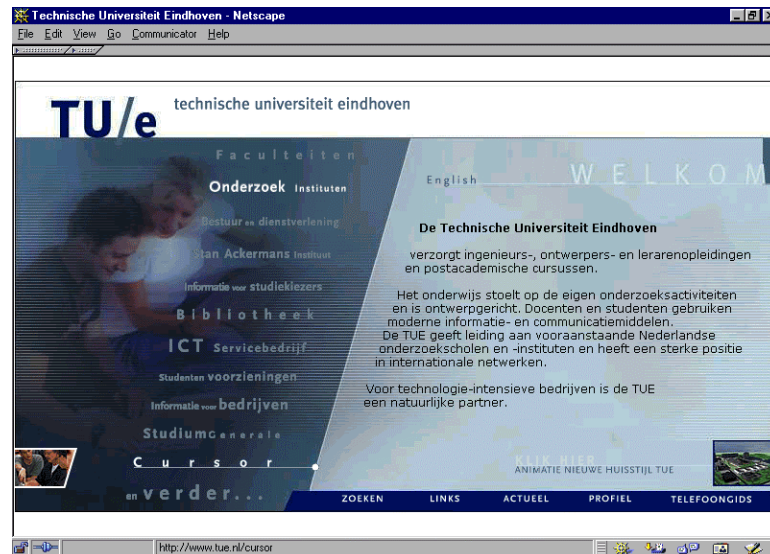 Technische Universiteit Eindhoven - Netscape
File Edit View Go Communicator Help
TU/e technische universiteit eindhoven
Faculteiten
Onderzoek Instituten
Bestuur en dienstverlening
Stan Ackermans Instituut
Informatie voor studiekiezers
Bibliotheek
ICT Servicebedrijf
Studenten voorzieningen
Informatie voor bedrijven
Studium Generale
Cursor
en verder...
English
WELKOM
De Technische Universiteit Eindhoven
verzorgt ingenieurs-, ontwerpers- en lerarenopleidingen
en postacademische cursussen.
Het onderwijs stoelt op de eigen onderzoeksactiviteiten
en is ontwerpgericht. Docenten en studenten gebruiken
moderne informatie- en communicatiemiddelen.
De TUE geeft leiding aan vooraanstaande Nederlandse
onderzoekscholen en -instituten en heeft een sterke positie
in internationale netwerken.
Voor technologie-intensieve bedrijven is de TUE
een natuurlijke partner.
KLIK HIER
ANIMATIE NIEUWE HUISSTIJL TUE
ZOEKEN LINKS ACTUEEL PROFIEL TELEFOONGIDS
http://www.tue.nl/cursor